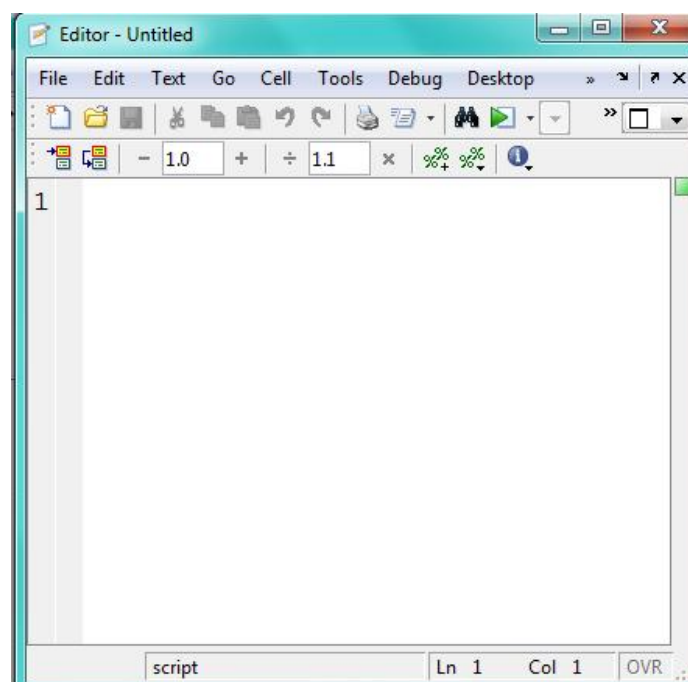 Editor - Untitled
File Edit Text Go Cell Tools Debug Desktop »
»
- 1.0 + ÷ 1.1 ×
1
script Ln 1 Col 1 OVR